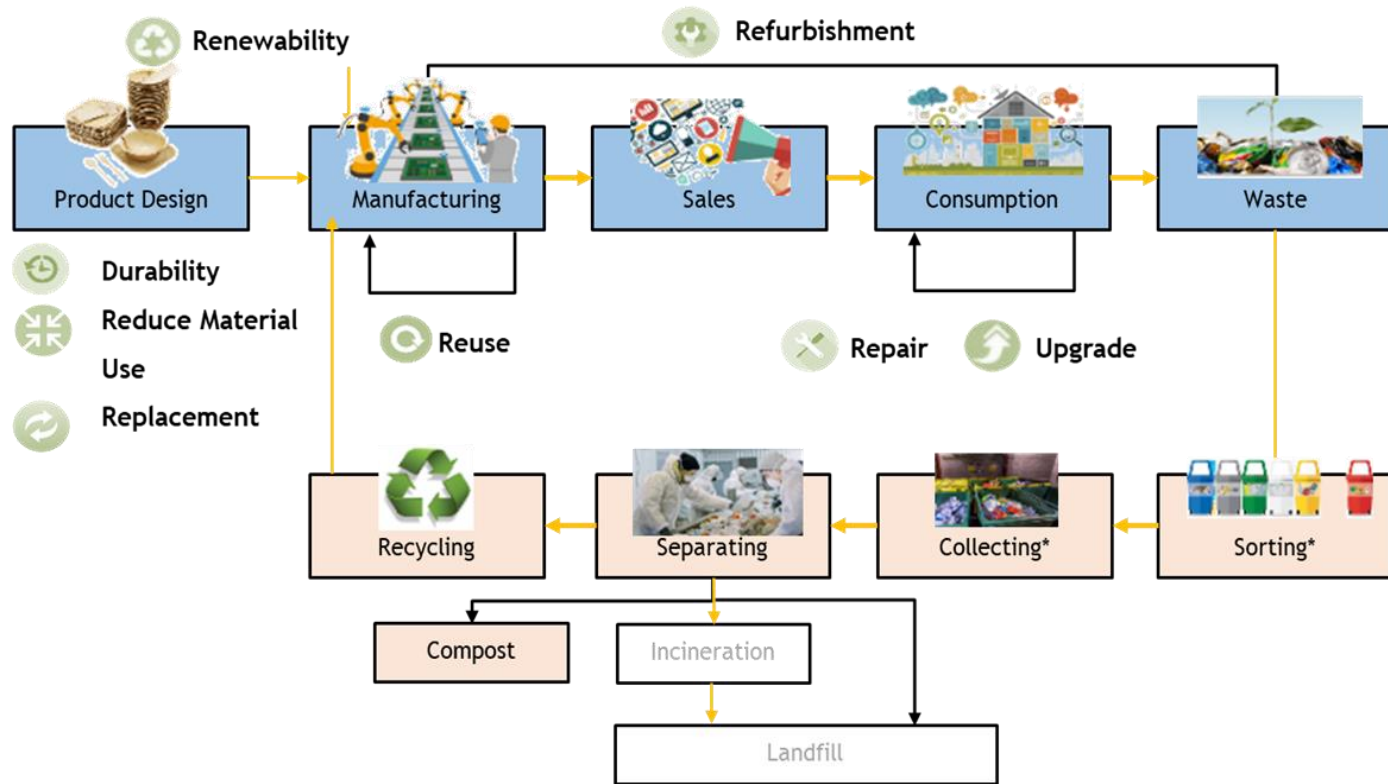 Renewability
Refurbishment
Product Design
Manufacturing
Sales
Consumption
Waste
Durability
Reduce Material
Use
Replacement
Reuse
Repair
Upgrade
Recycling
Separating
Collecting*
Sorting*
Compost
Incineration
Landfill